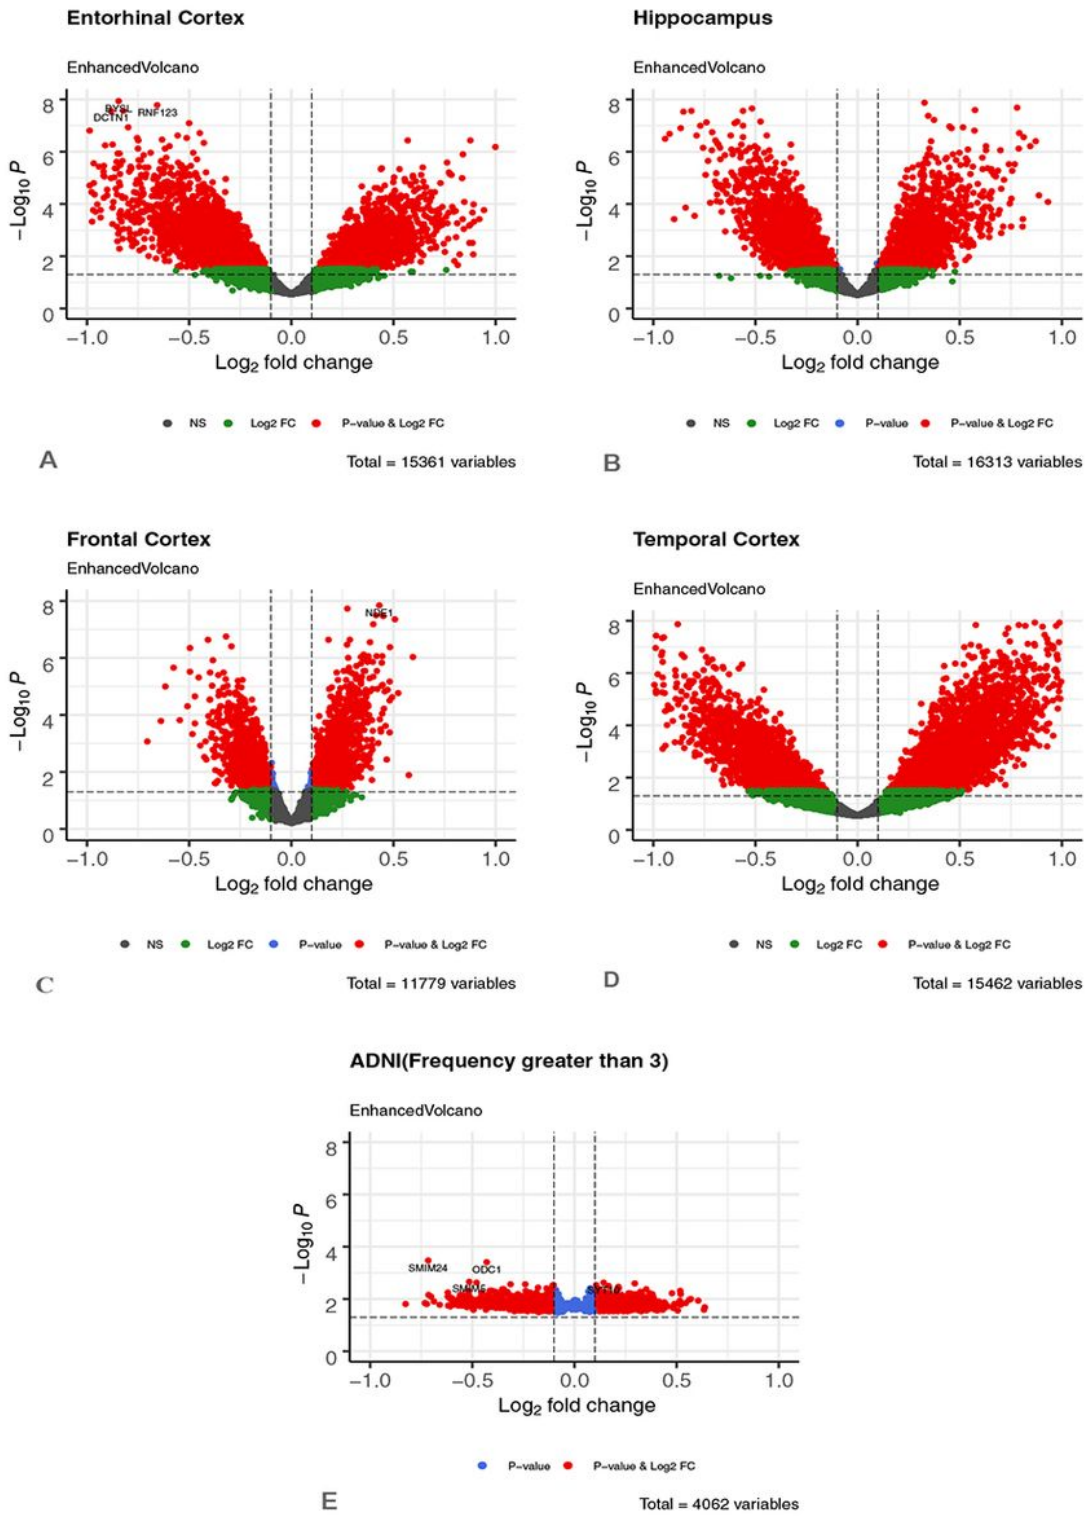 Entorhinal Cortex
EnhancedVolcano
8
6
4
2
0
−Log10 P
RNF123
DCTN1
−1.0 −0.5 0.0 0.5 1.0
Log2 fold change
NS Log2 FC P−value & Log2 FC
A
Total = 15361 variables
Hippocampus
EnhancedVolcano
8
6
4
2
0
−Log10 P
−1.0 −0.5 0.0 0.5 1.0
Log2 fold change
NS Log2 FC P−value P−value & Log2 FC
B
Total = 16313 variables
Frontal Cortex
EnhancedVolcano
8
6
4
2
0
−Log10 P
NDE1
−1.0 −0.5 0.0 0.5 1.0
Log2 fold change
NS Log2 FC P−value P−value & Log2 FC
C
Total = 11779 variables
Temporal Cortex
EnhancedVolcano
8
6
4
2
0
−Log10 P
−1.0 −0.5 0.0 0.5 1.0
Log2 fold change
NS Log2 FC P−value & Log2 FC
D
Total = 15462 variables
ADNI(Frequency greater than 3)
EnhancedVolcano
8
6
4
2
0
−Log10 P
SMIM24
ODC1
−1.0 −0.5 0.0 0.5 1.0
Log2 fold change
P−value P−value & Log2 FC
E
Total = 4062 variables